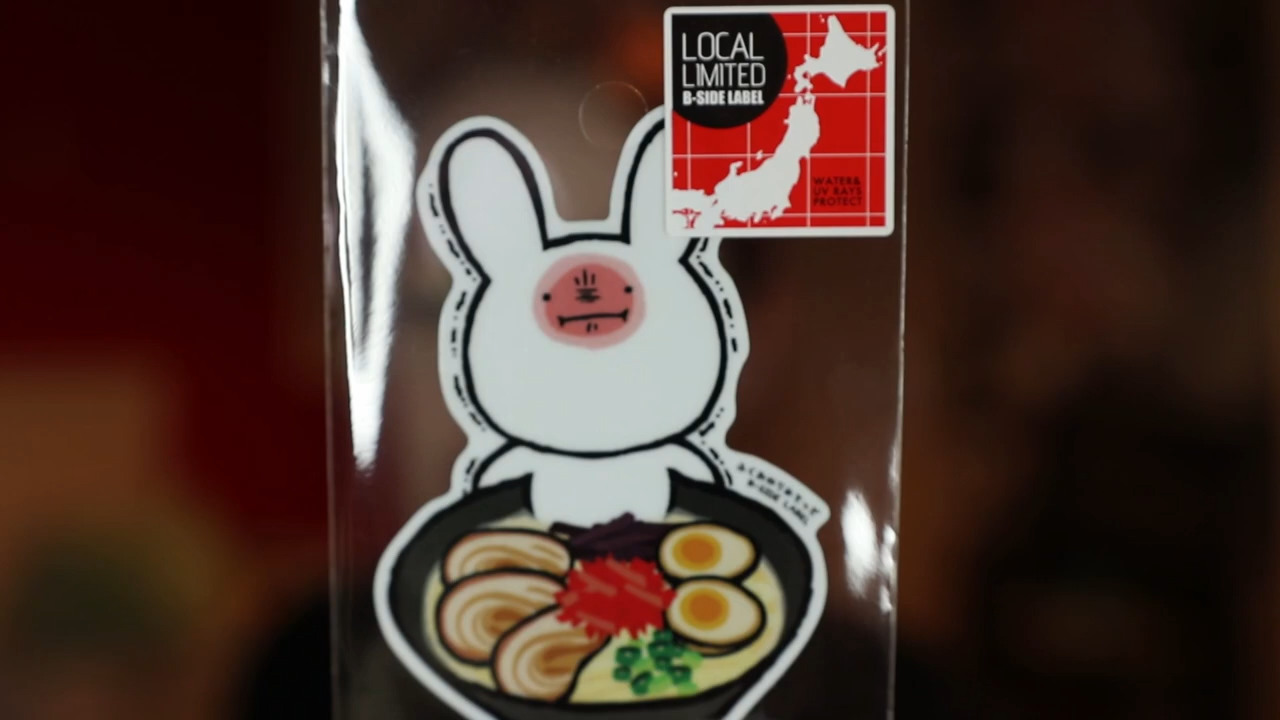 LOCAL
LIMITED
B-SIDE LABEL
WATER&
UV RAYS
PROTECT
B-SIDE LABEL